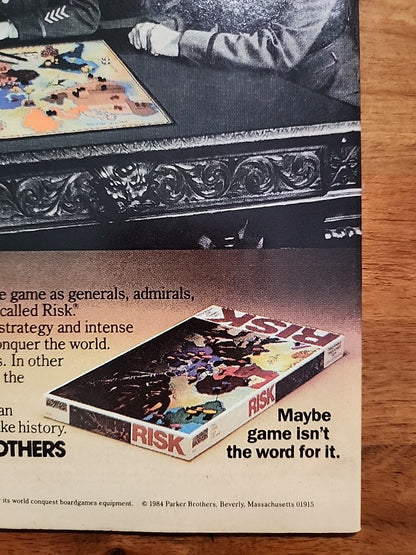 e game as generals, admirals,
called Risk.®
strategy and intense
onquer the world.
s. In other
the
an
ke history.
OTHERS
RISK
RISK
RISK
RISK
Maybe
game isn't
the word for it.
its world conquest boardgames equipment. © 1984 Parker Brothers, Beverly, Massachusetts 01915